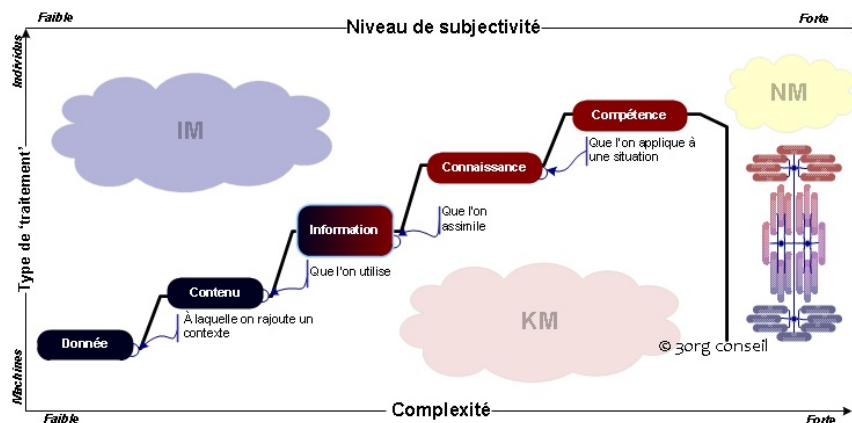 Faible
Niveau de subjectivité
Forte
Individus
Type de 'traitement'
Machines
IM
NM
KM
Compétence
Que l'on applique à
une situation
Connaissance
Que l'on
assimile
Information
Que l'on utilise
Contenu
À laquelle on rajoute un
contexte
Donnée
© 3org conseil
Faible
Complexité
Forte